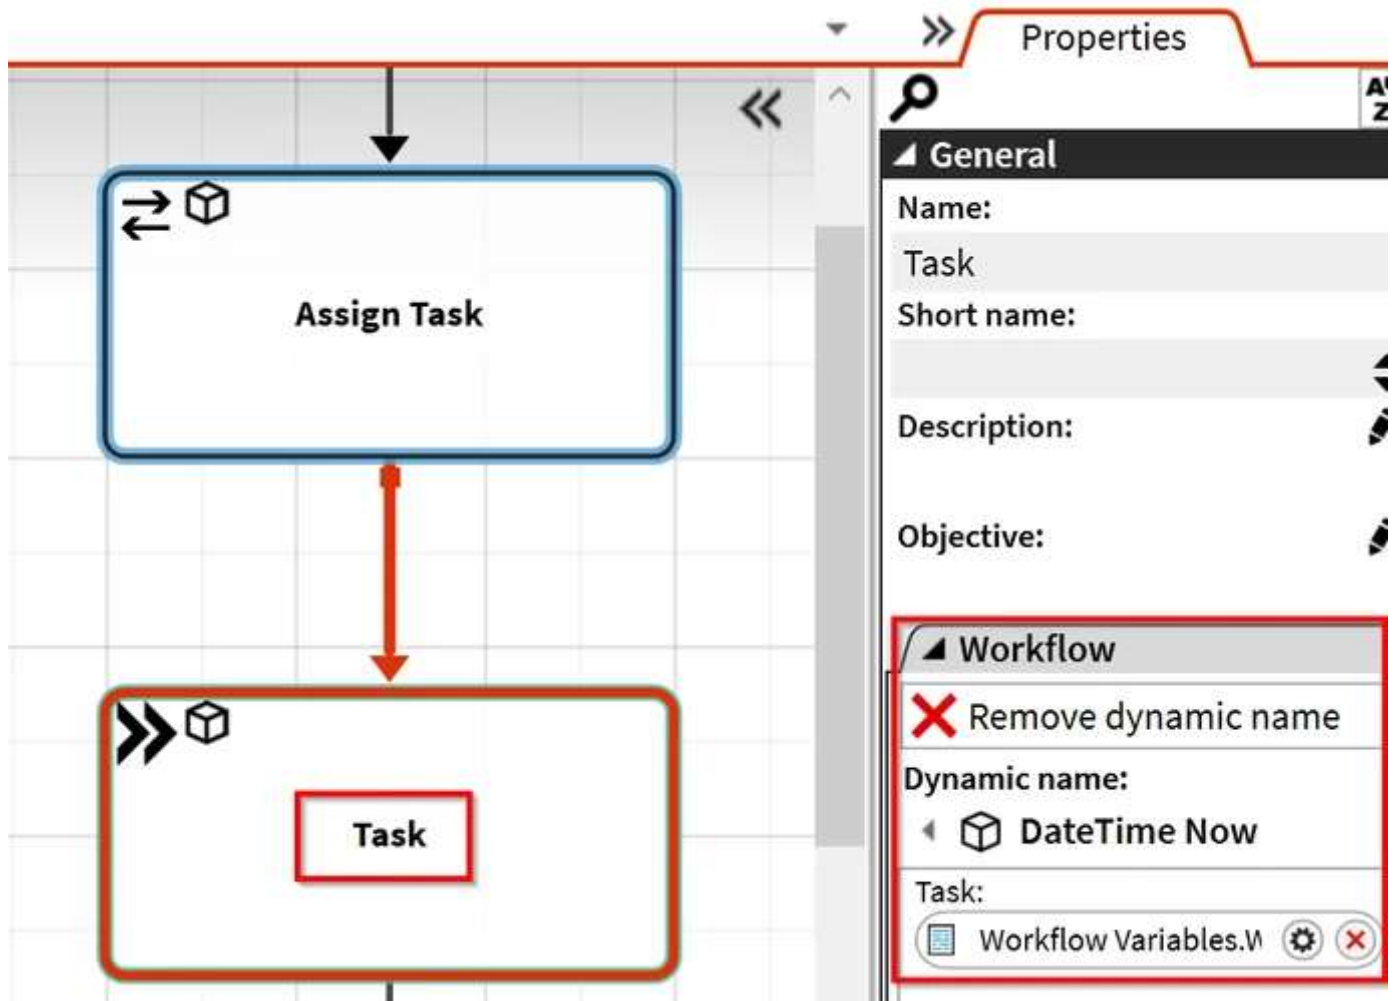 Properties
General
Name:
Task
Short name:
Description:
Objective:
Workflow
Remove dynamic name
Dynamic name:
DateTime Now
Task:
Workflow Variables.W
Assign Task
Task